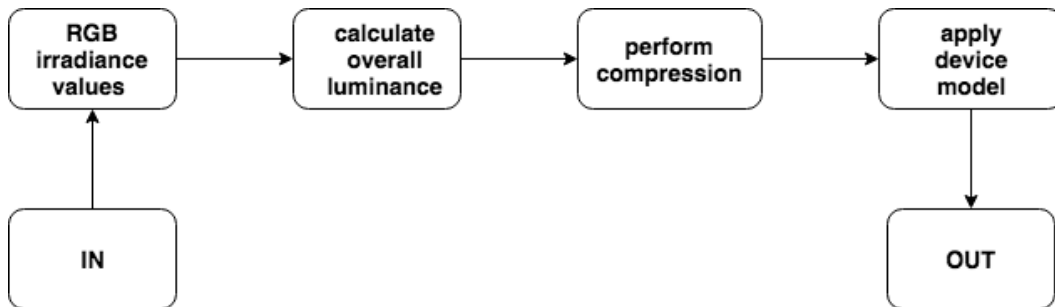 RGB
irradiance
values
calculate
overall
luminance
perform
compression
apply
device
model
IN
OUT